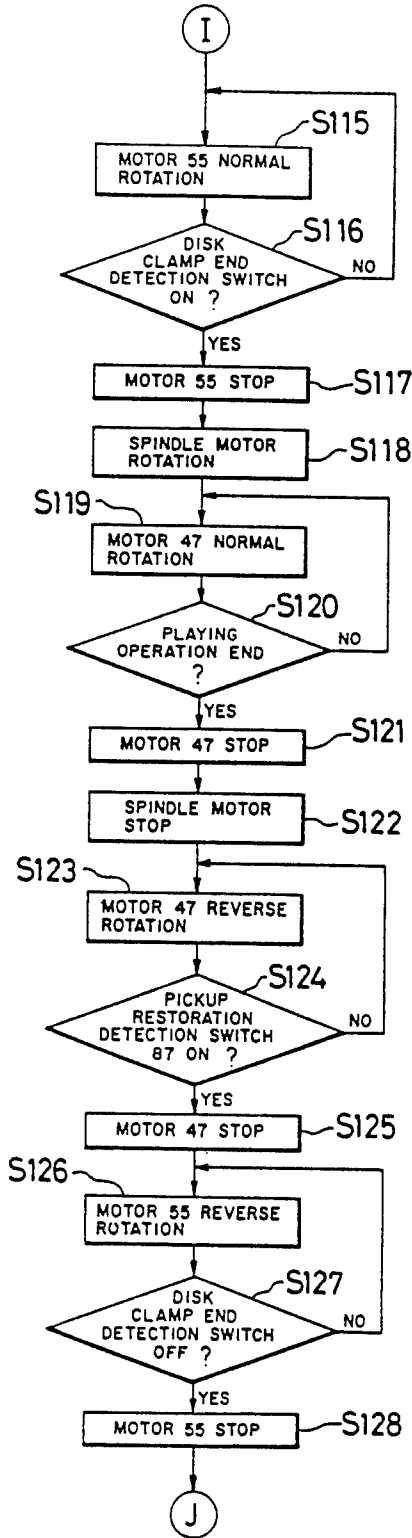 I
S115
MOTOR 55 NORMAL
ROTATION
S116
DISK
CLAMP END
DETECTION SWITCH
ON ?
NO
YES
MOTOR 55 STOP
S117
SPINDLE MOTOR
ROTATION
S118
S119
MOTOR 47 NORMAL
ROTATION
S120
PLAYING
OPERATION END
?
NO
YES
MOTOR 47 STOP
S121
SPINDLE MOTOR
STOP
S122
S123
MOTOR 47 REVERSE
ROTATION
S124
PICKUP
RESTORATION
DETECTION SWITCH
87 ON ?
NO
YES
MOTOR 47 STOP
S125
S126
MOTOR 55 REVERSE
ROTATION
S127
DISK
CLAMP END
DETECTION SWITCH
OFF ?
NO
YES
MOTOR 55 STOP
S128
J